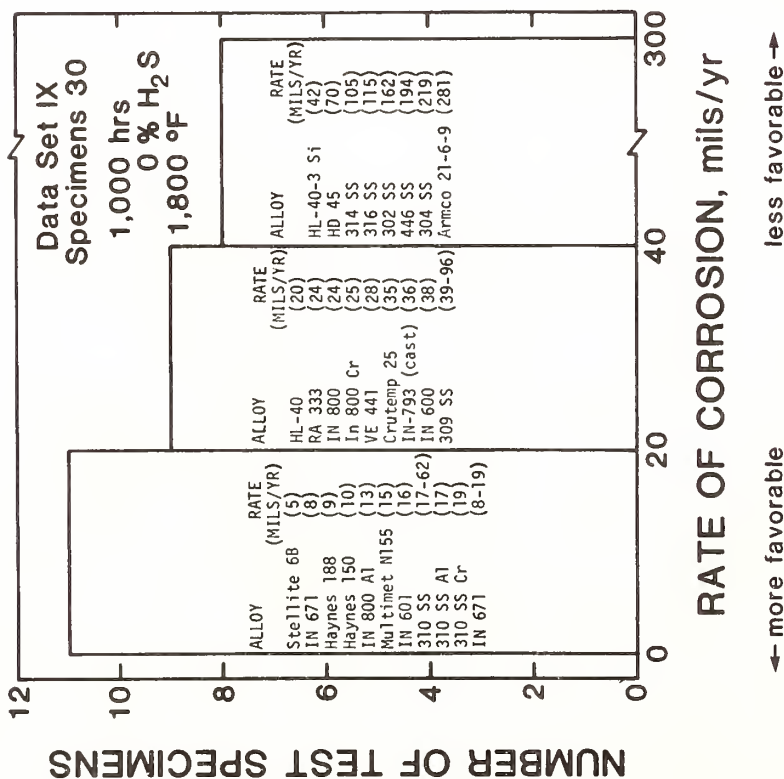 Data Set IX
Specimens 30
1,000 hrs
0 % H2S
1,800 °F
NUMBER OF TEST SPECIMENS
12
10
8
6
4
2
0
ALLOY RATE (MILS/YR)
Stellite 6B (5)
IN 671 (8)
Haynes 188 (9)
Haynes 150 (10)
IN 800 Al (13)
Multimet N155 (15)
IN 601 (16)
310 SS (17-62)
310 SS Al (17)
310 SS Cr (19)
IN 671 (8-19)
ALLOY RATE (MILS/YR)
HL-40 (20)
RA 333 (24)
IN 800 (24)
In 800 Cr (25)
VE 441 (28)
Crutemp 25 (35)
IN-793 (cast) (36)
IN 600 (38)
309 SS (39-96)
ALLOY RATE (MILS/YR)
HL-40-3 Si (42)
HD 45 (70)
314 SS (105)
316 SS (115)
302 SS (162)
446 SS (194)
304 SS (219)
Armco 21-6-9 (281)
0 20 40 300
RATE OF CORROSION, mils/yr
← more favorable less favorable →